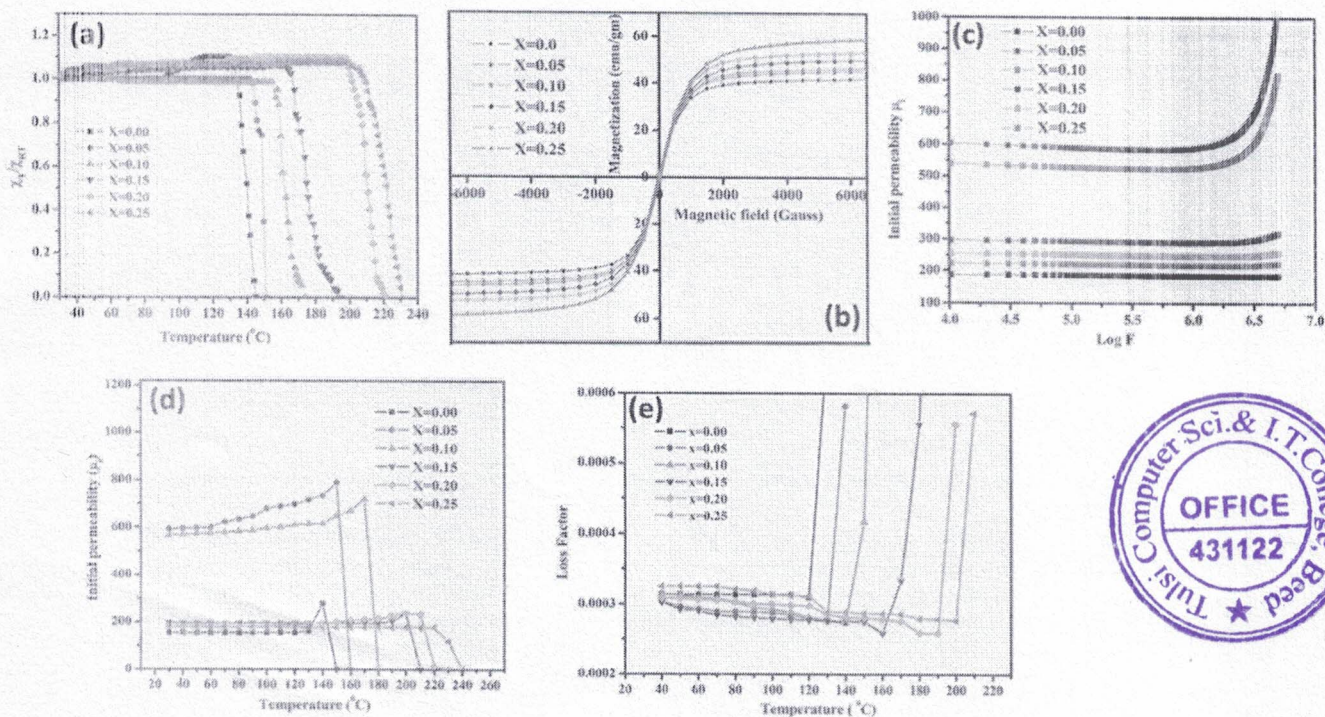 (a)
1.2
1.0
0.8
0.6
0.4
0.2
0.0
X=0.00
X=0.05
X=0.10
X=0.15
X=0.20
X=0.25
40 60 80 100 120 140 160 180 200 220 240
Temperature (°C)
60
40
20
0
20
40
60
X=0.0
X=0.05
X=0.10
X=0.15
X=0.20
X=0.25
Magnetization (emu/gm)
-6000 -4000 -2000 0 2000 4000 6000
Magnetic field (Gauss)
(b)
(c)
1000
900
800
700
600
500
400
300
200
100
Initial permeability μi
X=0.00
X=0.05
X=0.10
X=0.15
X=0.20
X=0.25
4.0 4.5 5.0 5.5 6.0 6.5 7.0
Log F
(d)
1200
1000
800
600
400
200
0
Initial permeability (μi)
X=0.00
X=0.05
X=0.10
X=0.15
X=0.20
X=0.25
20 40 60 80 100 120 140 160 180 200 220 240 260
Temperature (°C)
(e)
0.0006
0.0005
0.0004
0.0003
0.0002
Loss Factor
x=0.00
x=0.05
x=0.10
x=0.15
x=0.20
x=0.25
20 40 60 80 100 120 140 160 180 200 220
Temperature (°C)
Tulsi Computer Sci. & I.T. College, Beed
OFFICE
431122